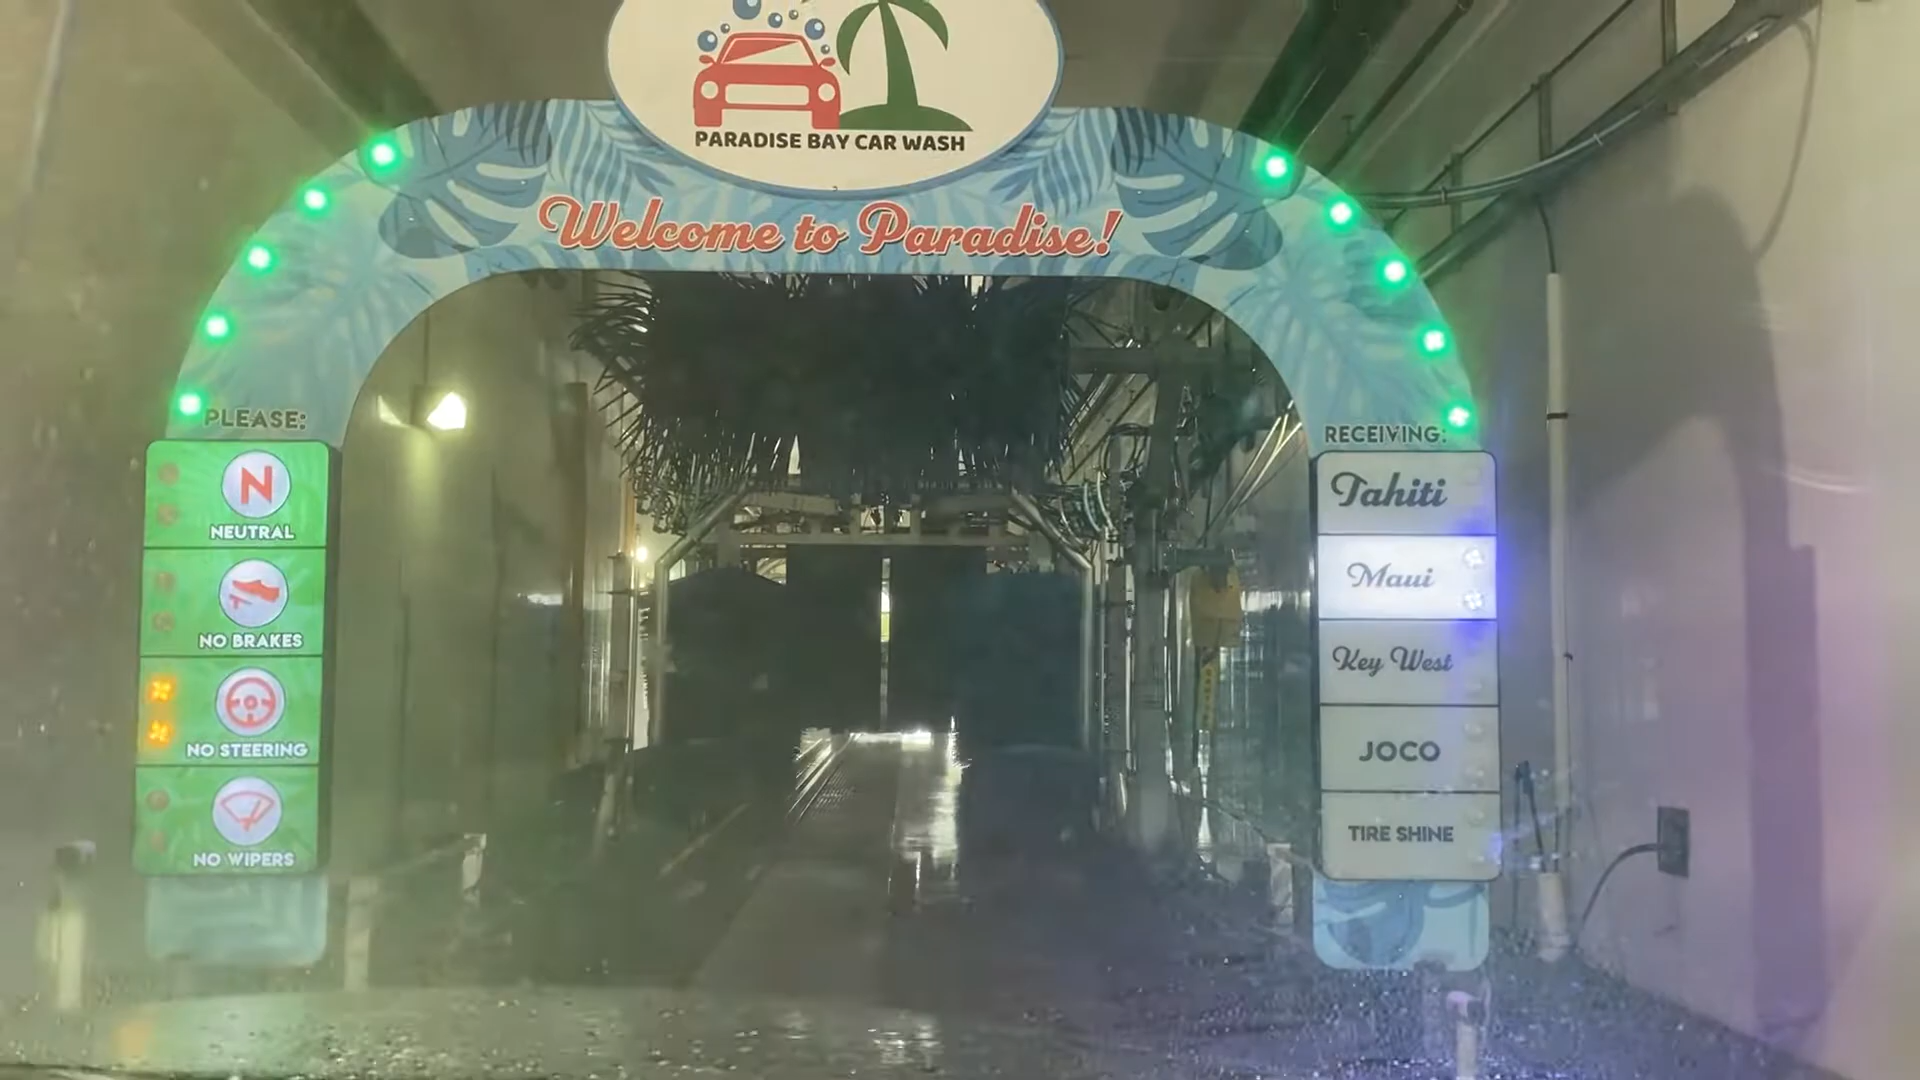 PARADISE BAY CAR WASH
Welcome to Paradise!
PLEASE:
N
NEUTRAL
NO BRAKES
NO STEERING
NO WIPERS
RECEIVING:
Tahiti
Maui
Key West
JOCO
TIRE SHINE